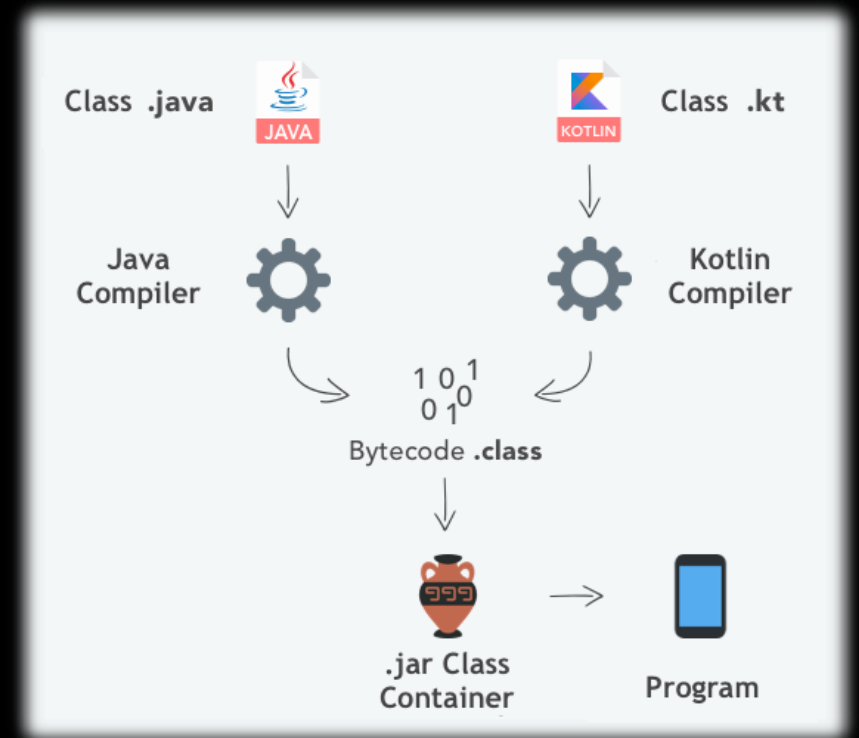 Class .java
JAVA
KOTLIN
Class .kt
Java
Compiler
Kotlin
Compiler
1 0 1
0 1 0
Bytecode .class
.jar Class
Container
Program